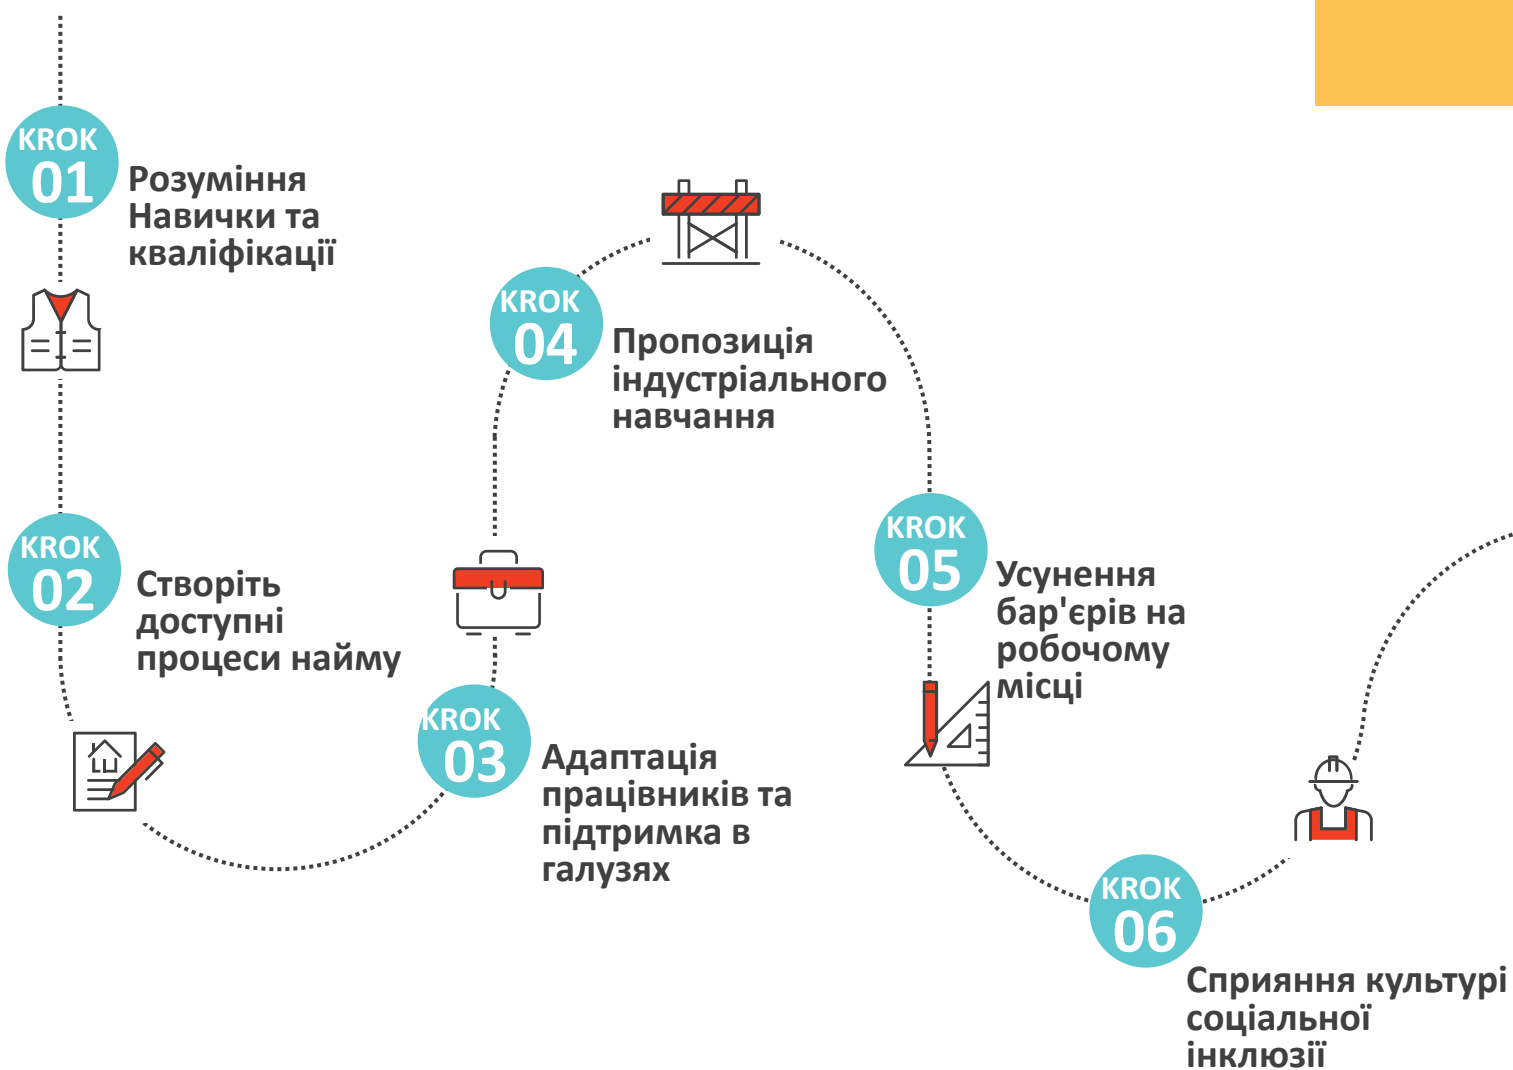 KROK
01
Розуміння
Навички та
кваліфікації
KROK
02
Створіть
доступні
процеси найму
KROK
03
Адаптація
працівників та
підтримка в
галузях
KROK
04
Пропозиція
індустріального
навчання
KROK
05
Усунення
бар'єрів на
робочому
місці
KROK
06
Сприяння культурі
соціальної
інклюзії